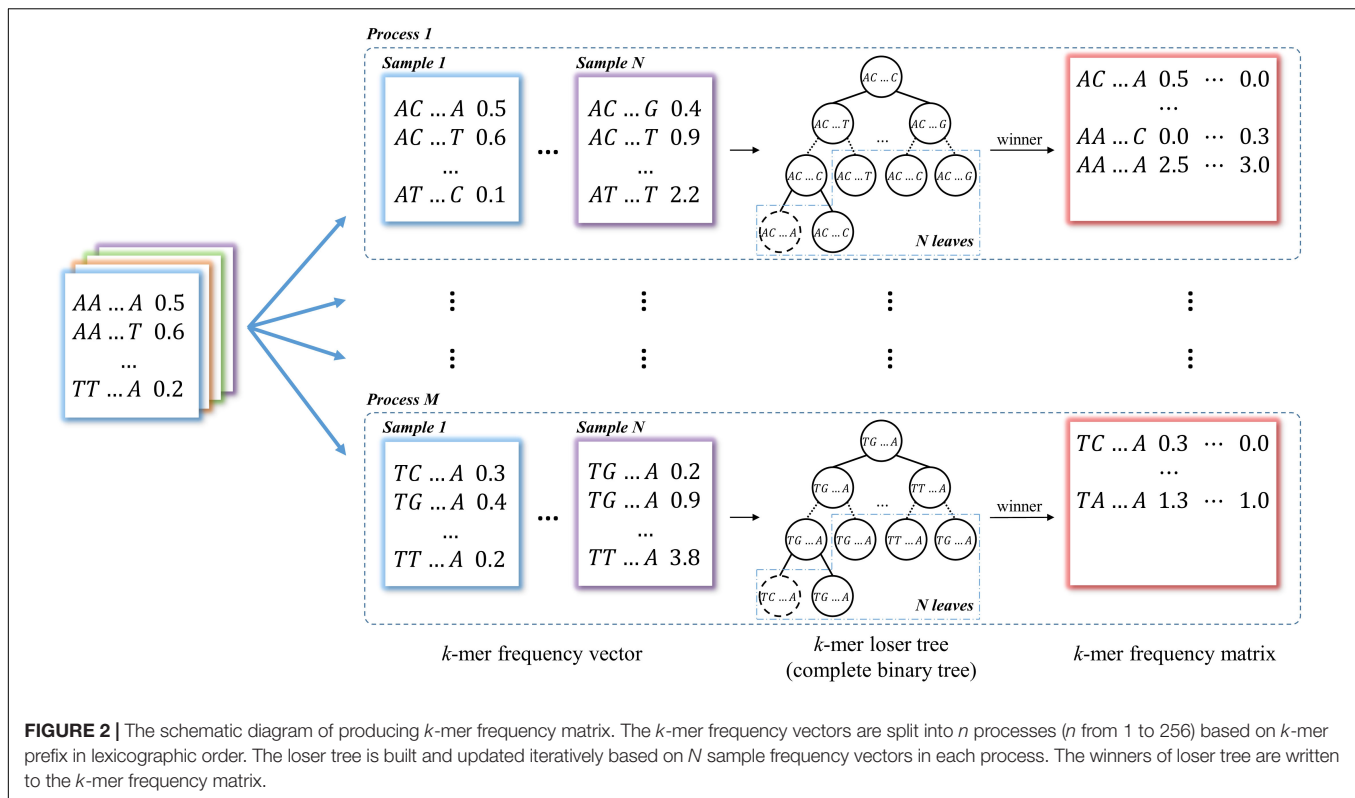 Process 1
Sample 1
Sample N
AC ... A 0.5
AC ... T 0.6
...
AT ... C 0.1
...
AC ... G 0.4
AC ... T 0.9
...
AT ... T 2.2
AC ... C
AC ... T
AC ... G
...
AC ... C
AC ... T
AC ... C
AC ... G
AC ... A
AC ... C
N leaves
winner
AC ... A 0.5 ... 0.0
...
AA ... C 0.0 ... 0.3
AA ... A 2.5 ... 3.0
AA ... A 0.5
AA ... T 0.6
...
TT ... A 0.2
Process M
Sample 1
Sample N
TC ... A 0.3
TG ... A 0.4
...
TT ... A 0.2
...
TG ... A 0.2
TG ... A 0.9
...
TT ... A 3.8
TG ... A
TG ... A
TT ... A
...
TG ... A
TG ... A
TT ... A
TG ... A
TC ... A
TG ... A
N leaves
winner
TC ... A 0.3 ... 0.0
...
TA ... A 1.3 ... 1.0
k-mer frequency vector
k-mer loser tree
(complete binary tree)
k-mer frequency matrix
FIGURE 2 | The schematic diagram of producing k-mer frequency matrix. The k-mer frequency vectors are split into n processes (n from 1 to 256) based on k-mer
prefix in lexicographic order. The loser tree is built and updated iteratively based on N sample frequency vectors in each process. The winners of loser tree are written
to the k-mer frequency matrix.